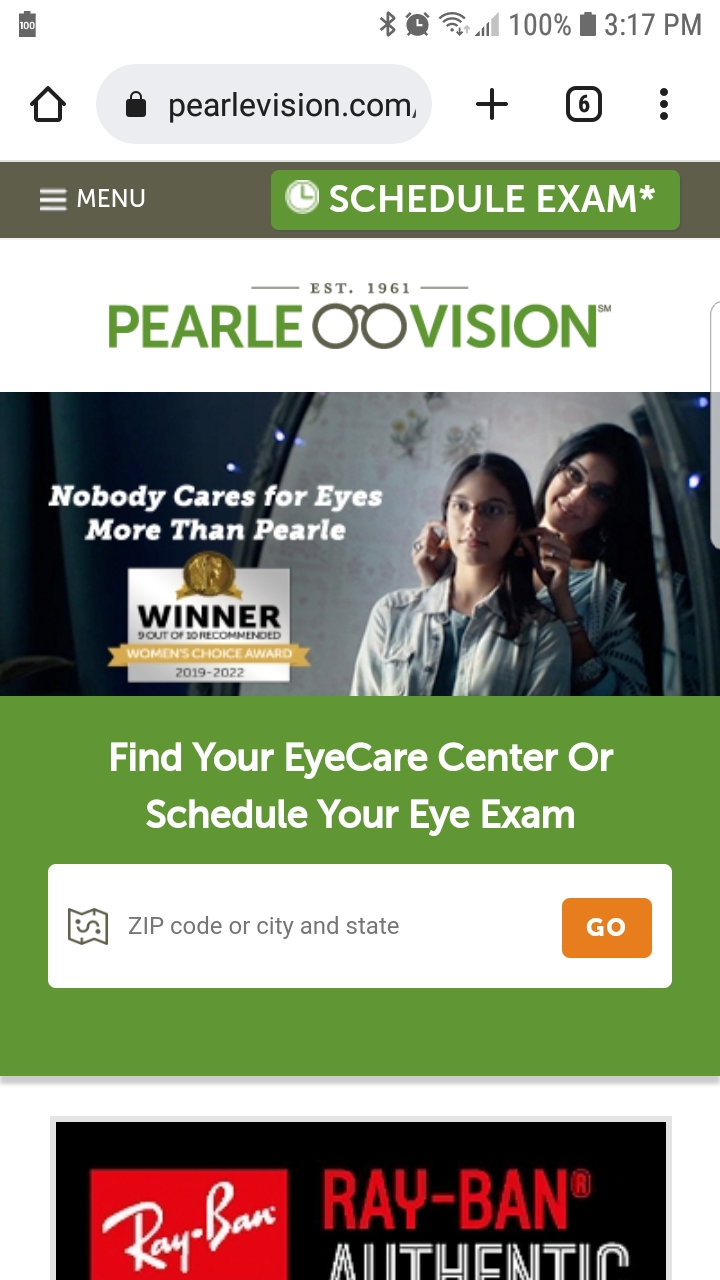 100
100% 3:17 PM
pearlevision.com/
6
MENU
SCHEDULE EXAM*
EST. 1961
PEARLE VISION SM
Nobody Cares for Eyes
More Than Pearle
WINNER
9 OUT OF 10 RECOMMENDED
WOMEN'S CHOICE AWARD
2019-2022
Find Your EyeCare Center Or
Schedule Your Eye Exam
ZIP code or city and state
GO
Ray-Ban
RAY-BAN®
AUTHENTIC